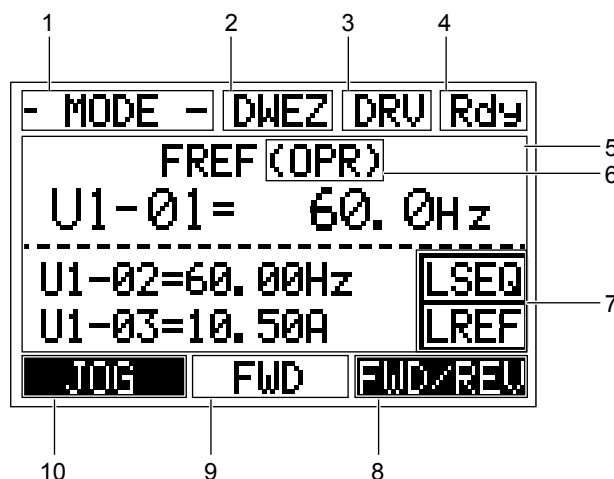 1 2 3 4
- MODE - DWEZ DRV Rdy
5
FREF (OPR)
6
U1-01= 60.0Hz
U1-02=60.00Hz LSEQ
7
U1-03=10.50A LREF
JOG FWD FWD/REV
10 9 8